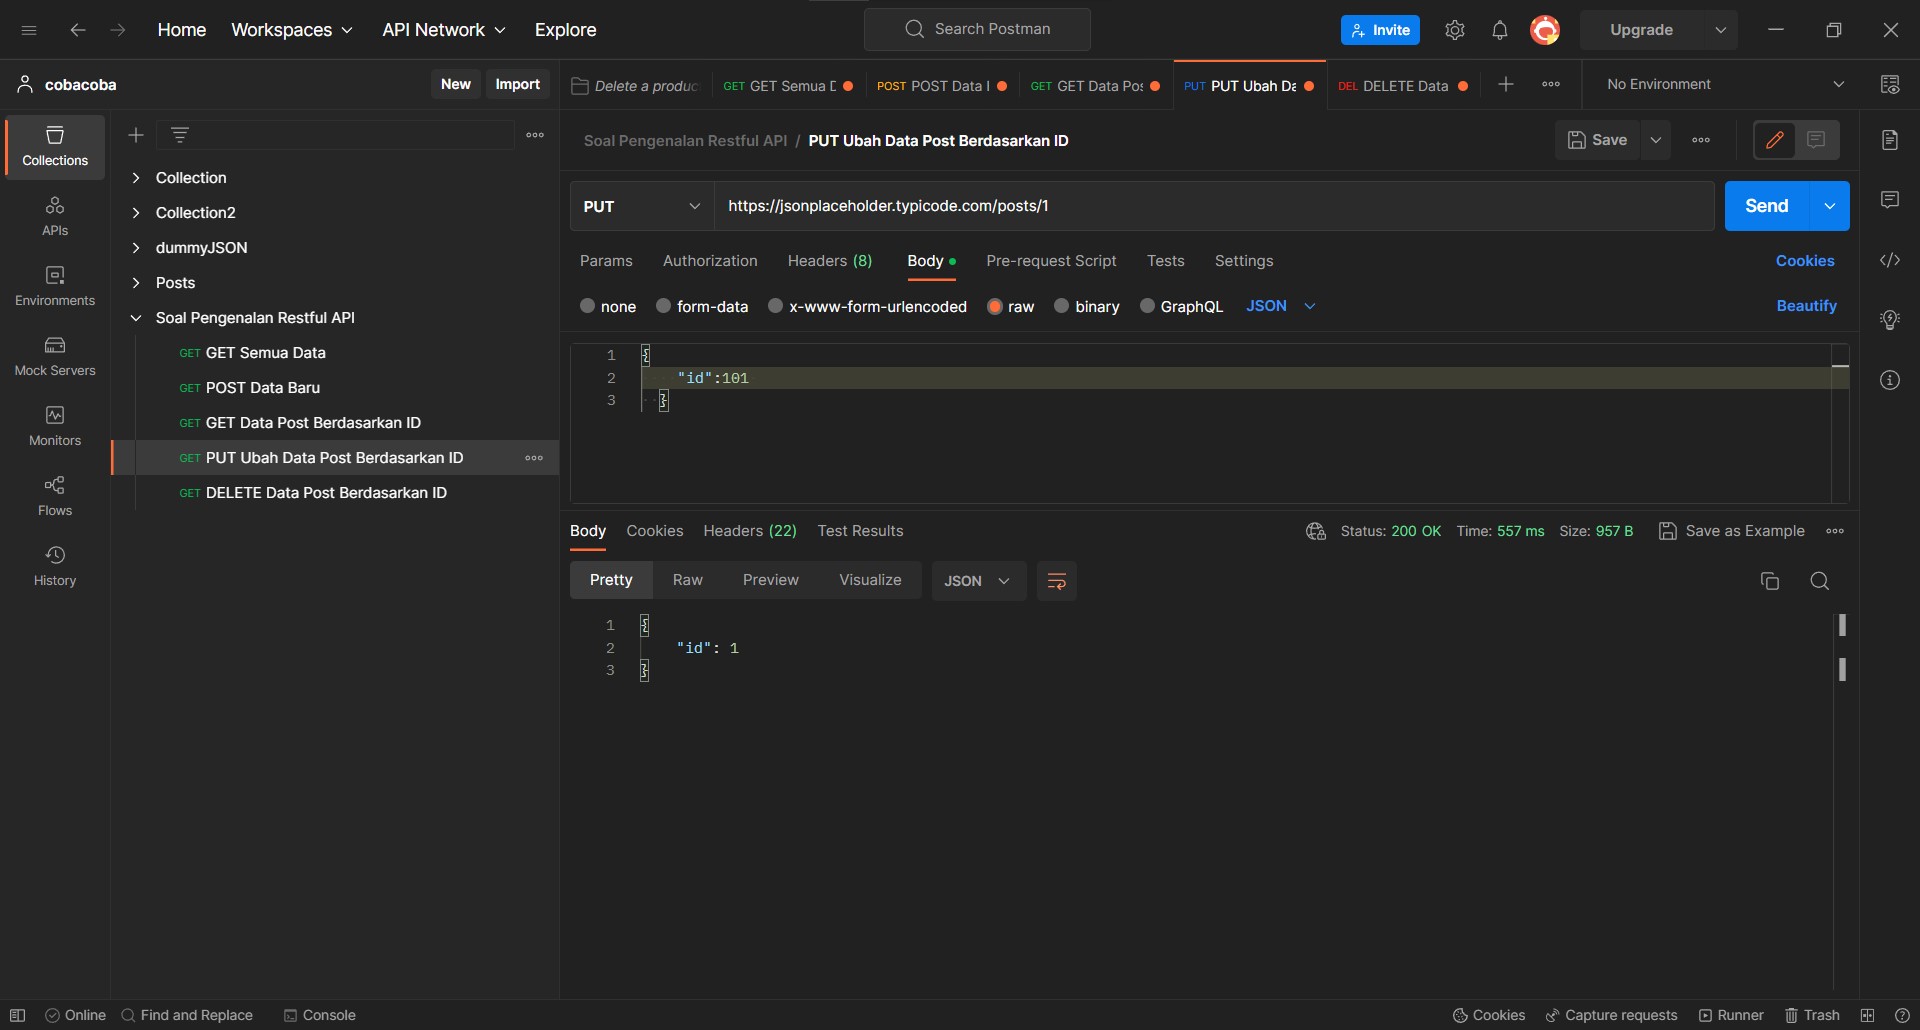 Home Workspaces API Network Explore Search Postman Invite Upgrade
cobacoba New Import
Delete a produc GET GET Semua D POST POST Data GET GET Data Pos PUT PUT Ubah Da DEL DELETE Data No Environment
Soal Pengenalan Restful API / PUT Ubah Data Post Berdasarkan ID Save
PUT https://jsonplaceholder.typicode.com/posts/1 Send
Params Authorization Headers (8) Body Pre-request Script Tests Settings Cookies
none form-data x-www-form-urlencoded raw binary GraphQL JSON Beautify
1 {
2 "id":101
3 }
Collections
APIs
Environments
Mock Servers
Monitors
Flows
History
Collection
Collection2
dummyJSON
Posts
Soal Pengenalan Restful API
GET GET Semua Data
GET POST Data Baru
GET GET Data Post Berdasarkan ID
GET PUT Ubah Data Post Berdasarkan ID
GET DELETE Data Post Berdasarkan ID
Body Cookies Headers (22) Test Results Status: 200 OK Time: 557 ms Size: 957 B Save as Example
Pretty Raw Preview Visualize JSON
1 {
2 "id": 1
3 }
Online Find and Replace Console Cookies Capture requests Runner Trash